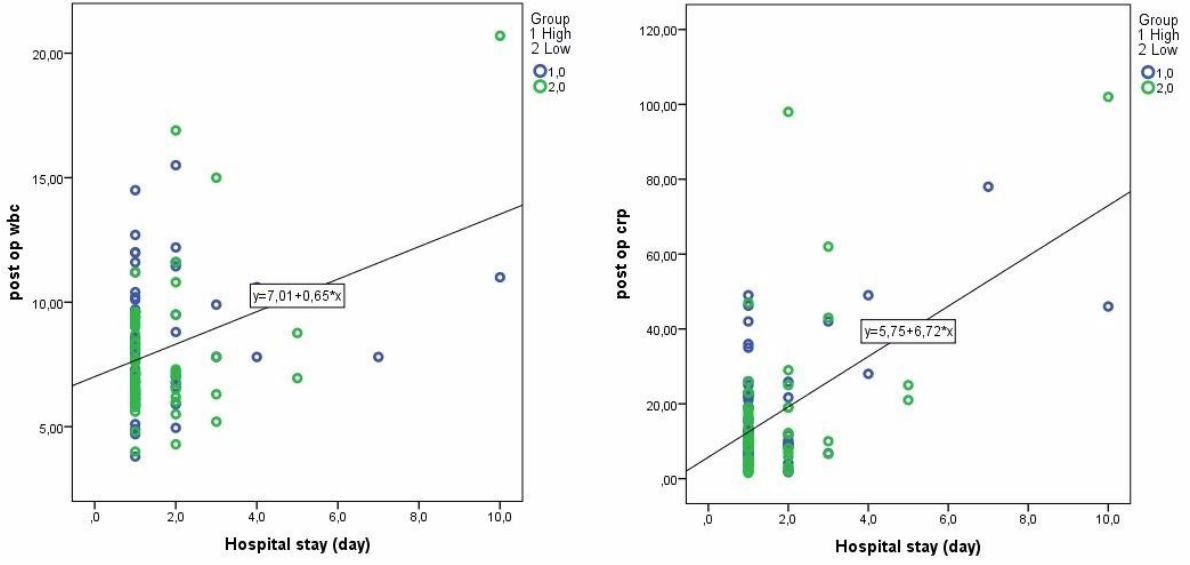 Group
1 High
2 Low
1,0
2,0
20,00
15,00
10,00
5,00
post op wbc
y=7,01+0,65*x
,0
2,0
4,0
6,0
8,0
10,0
Hospital stay (day)
Group
1 High
2 Low
1,0
2,0
120,00
100,00
80,00
60,00
40,00
20,00
,00
post op crp
y=5,75+6,72*x
,0
2,0
4,0
6,0
8,0
10,0
Hospital stay (day)